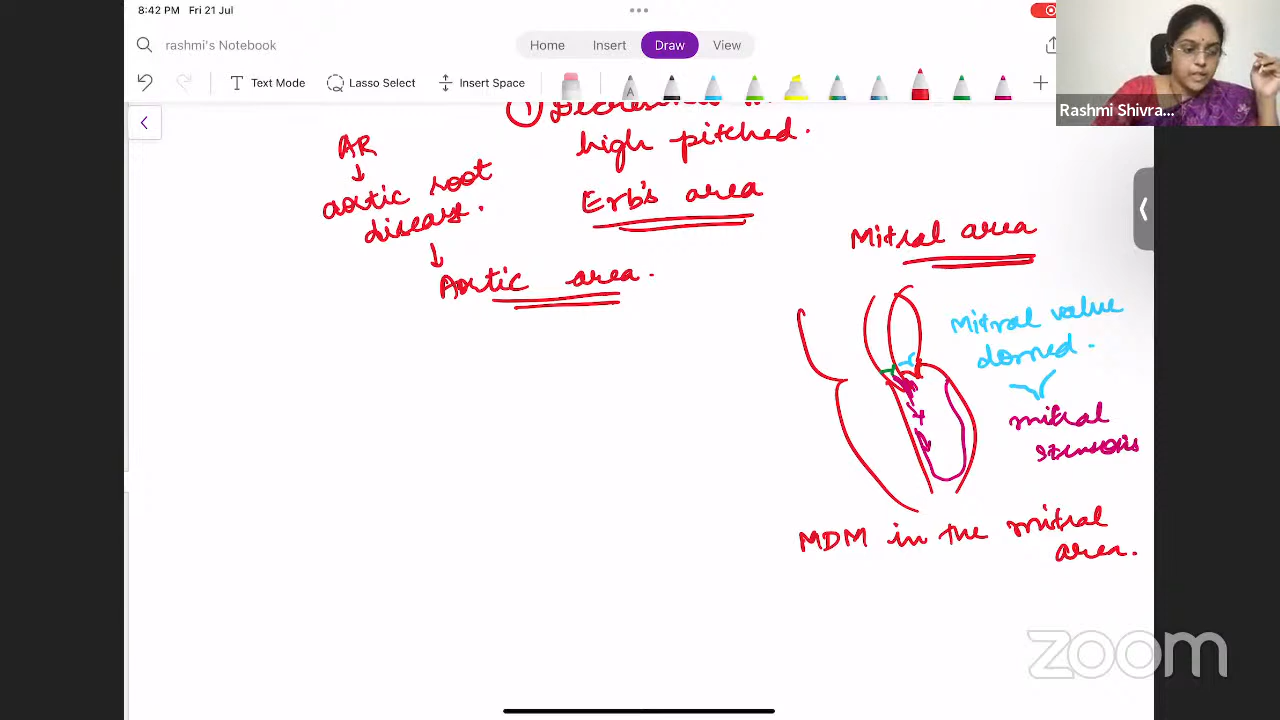 8:42 PM Fri 21 Jul
rashmi's Notebook
Home Insert Draw View
Text Mode
Lasso Select
Insert Space
A
Rashmi Shivra...
①
high pitched.
Erb's area
AR
aortic root
disease.
Aortic area.
Mitral area
Mitral value
domed.
mitral
stenosis
MDM in the mitral
area.
zoom